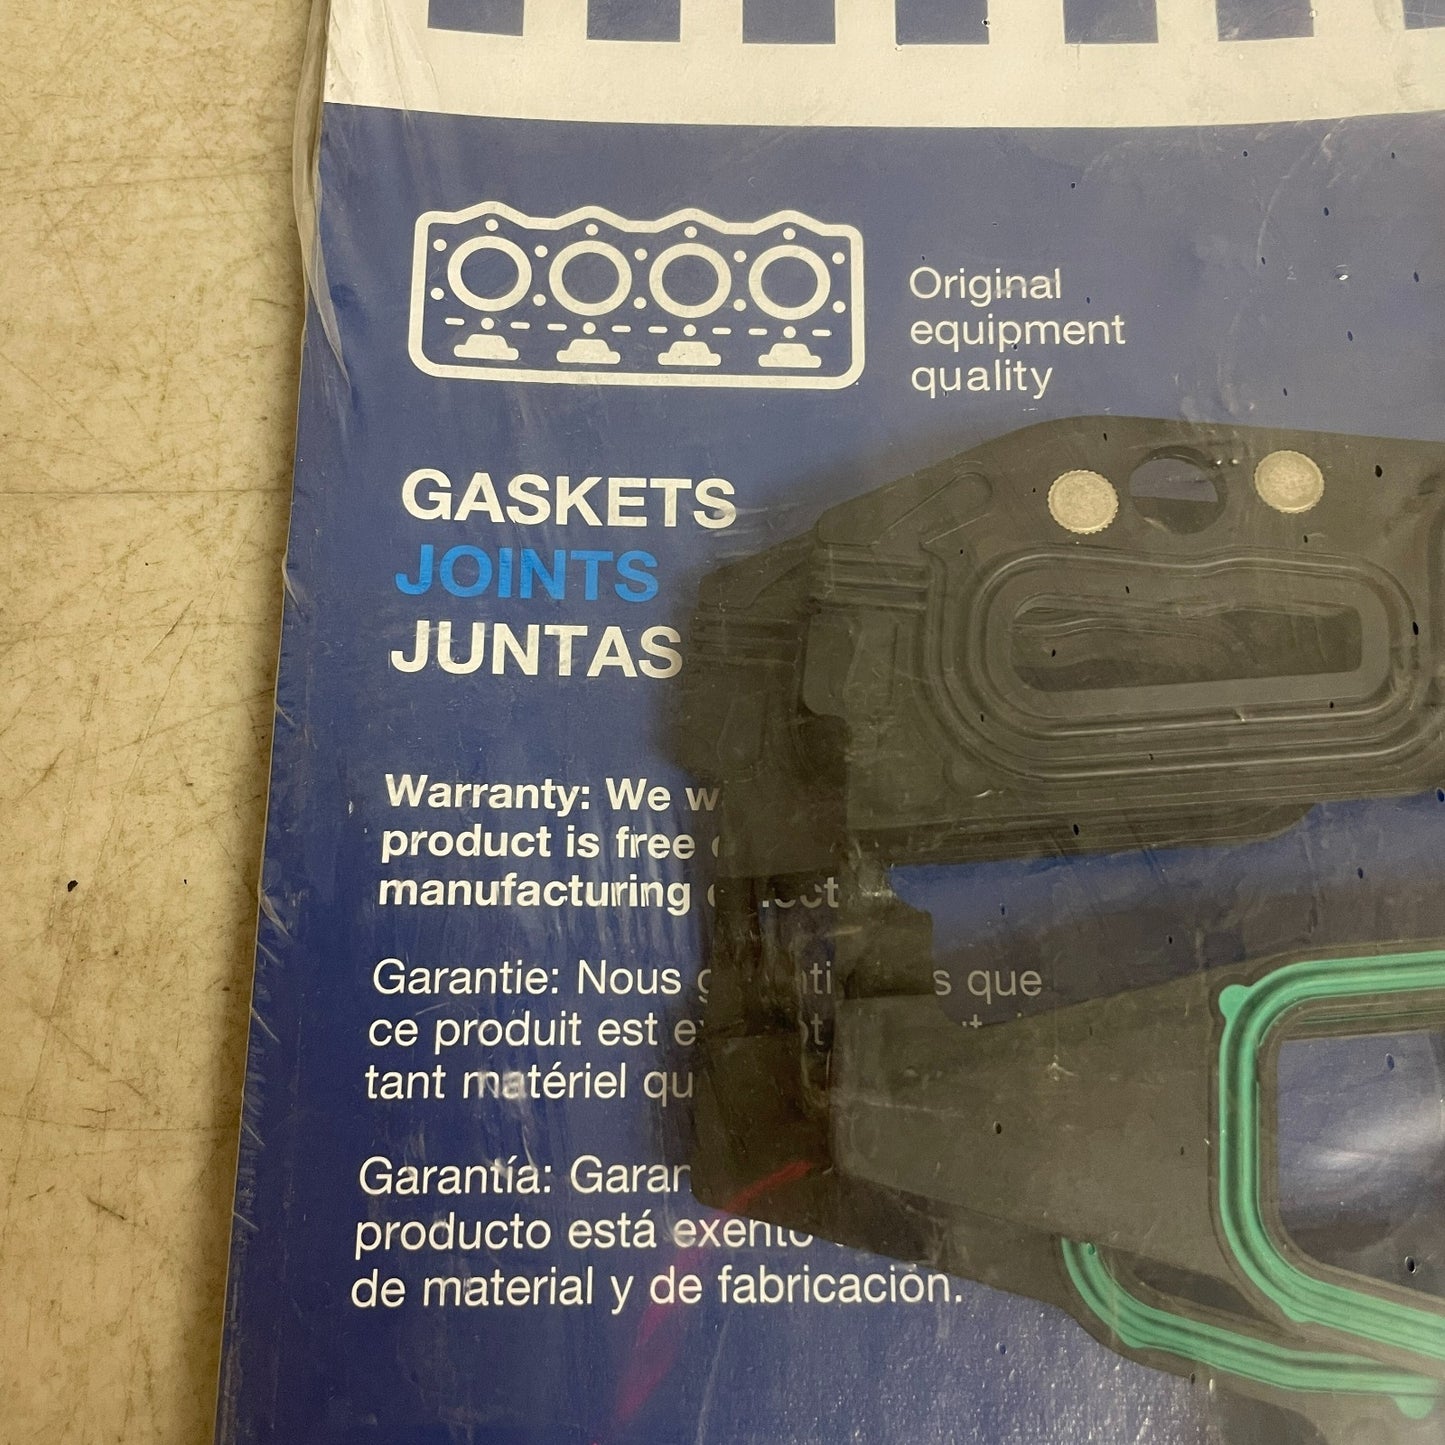 Original
equipment
quality
GASKETS
JOINTS
JUNTAS
Warranty: We
product is free
manufacturing
Garantie: Nous que
ce produit est
tant matériel
Garantía:
producto está exento
de material y de fabricación.